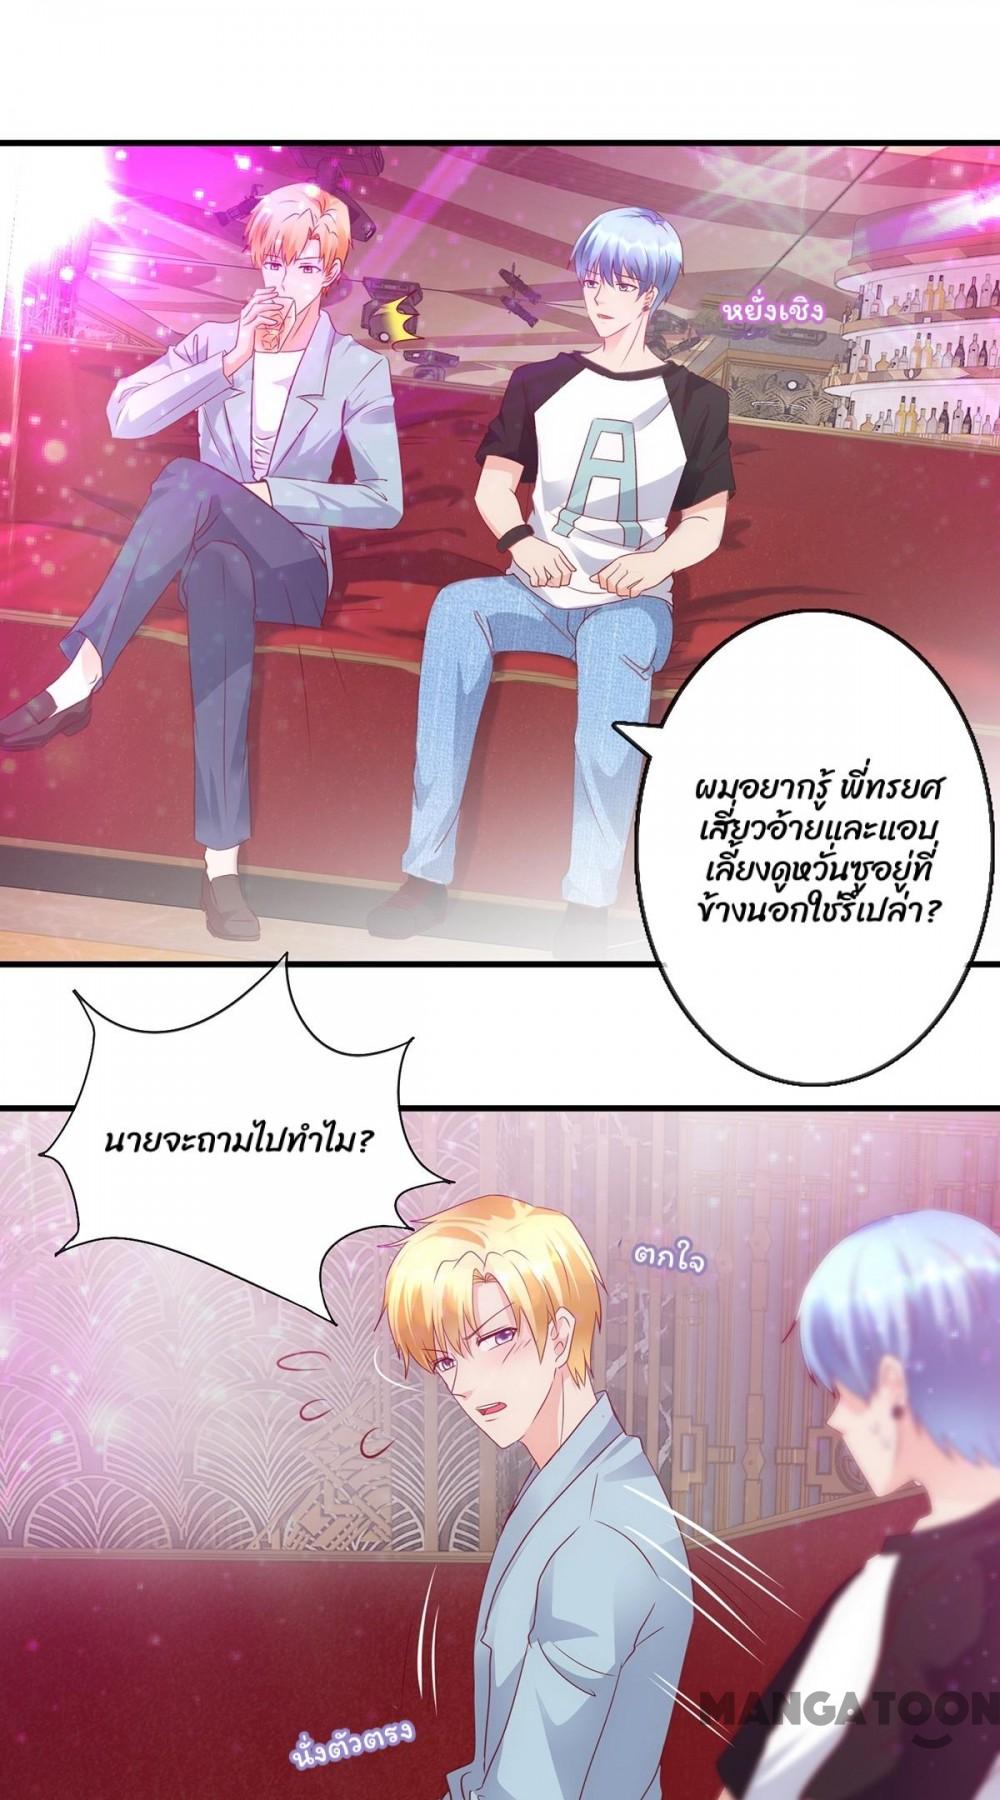 หยั่งเชิง
A
ผมอยากรู้ พี่ทรยศ
เสี่ยวอ้ายและแอบ
เลี้ยงดูหวั่นซูอยู่ที่
ข้างนอกใช่รึเปล่า?
นายจะถามไปทำไม?
ตกใจ
นั่งตัวตรง
MANGATOON